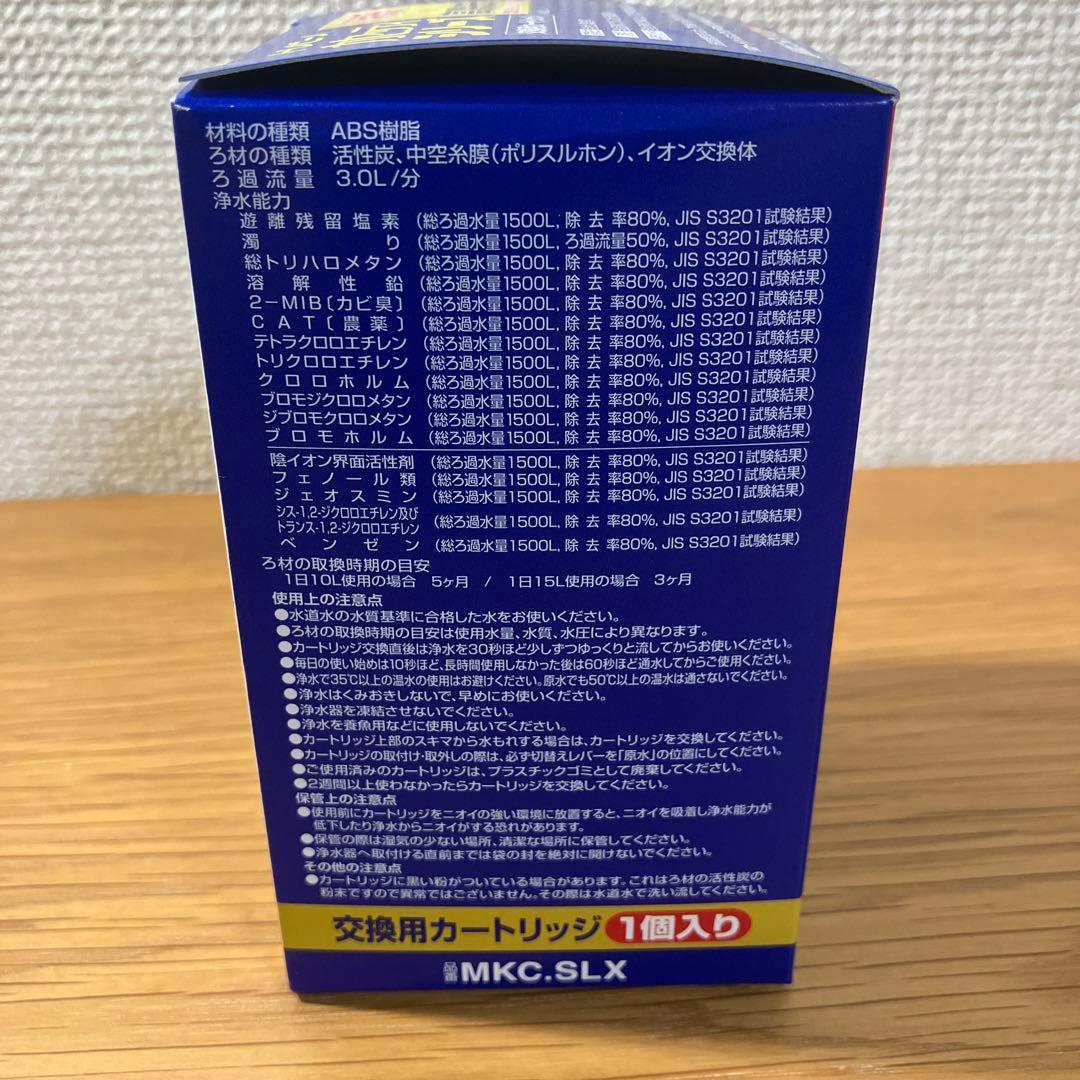 材料の種類 ABS樹脂
ろ材の種類 活性炭、中空糸膜(ポリスルホン)、イオン交換体
ろ過流量 3.0L/分
浄水能力
遊離残留塩素 (総ろ過水量1500L, 除去率80%, JIS S3201試験結果)
濁り (総ろ過水量1500L, ろ過流量50%, JIS S3201試験結果)
総トリハロメタン (総ろ過水量1500L, 除去率80%, JIS S3201試験結果)
溶解性鉛 (総ろ過水量1500L, 除去率80%, JIS S3201試験結果)
2-MIB〔カビ臭〕 (総ろ過水量1500L, 除去率80%, JIS S3201試験結果)
CAT〔農薬〕 (総ろ過水量1500L, 除去率80%, JIS S3201試験結果)
テトラクロロエチレン (総ろ過水量1500L, 除去率80%, JIS S3201試験結果)
トリクロロエチレン (総ろ過水量1500L, 除去率80%, JIS S3201試験結果)
クロロホルム (総ろ過水量1500L, 除去率80%, JIS S3201試験結果)
ブロモジクロロメタン (総ろ過水量1500L, 除去率80%, JIS S3201試験結果)
ジブロモクロロメタン (総ろ過水量1500L, 除去率80%, JIS S3201試験結果)
ブロモホルム (総ろ過水量1500L, 除去率80%, JIS S3201試験結果)
陰イオン界面活性剤 (総ろ過水量1500L, 除去率80%, JIS S3201試験結果)
フェノール類 (総ろ過水量1500L, 除去率80%, JIS S3201試験結果)
ジェオスミン (総ろ過水量1500L, 除去率80%, JIS S3201試験結果)
シス-1,2-ジクロロエチレン及び
トランス-1,2-ジクロロエチレン (総ろ過水量1500L, 除去率80%, JIS S3201試験結果)
ベンゼン (総ろ過水量1500L, 除去率80%, JIS S3201試験結果)
ろ材の取換時期の目安
1日10L使用の場合 5ヶ月 / 1日15L使用の場合 3ヶ月
使用上の注意点
●水道水の水質基準に合格した水をお使いください。
●ろ材の取換時期の目安は使用水量、水質、水圧により異なります。
●カートリッジ交換直後は浄水を30秒ほど少しずつゆっくりと流してからお使いください。
●毎日の使い始めは10秒ほど、長時間使用しなかった後は60秒ほど通水してからご使用ください。
●浄水で35℃以上の温水の使用はお避けください。原水でも50℃以上の温水は通さないでください。
●浄水はくみおきしないで、早めにお使いください。
●浄水器を凍結させないでください。
●浄水を養魚用などに使用しないでください。
●カートリッジ上部のスキマから水もれする場合は、カートリッジを交換してください。
●カートリッジの取付け・取外しの際は、必ず切替えレバーを「原水」の位置にしてください。
●ご使用済みのカートリッジは、プラスチックゴミとして廃棄してください。
●2週間以上使わなかったらカートリッジを交換してください。
保管上の注意点
●使用前にカートリッジをニオイの強い環境に放置すると、ニオイを吸着し浄水能力が
低下したり浄水からニオイがする恐れがあります。
●保管の際は湿気の少ない場所、清潔な場所に保管してください。
●浄水器へ取付ける直前までは袋の封を絶対に開けないでください。
その他の注意点
●カートリッジに黒い粉がついている場合があります。これはろ材の活性炭の
粉末ですので異常ではございません。その際は水道水で洗い流してください。
交換用カートリッジ 1個入り
品番 MKC.SLX